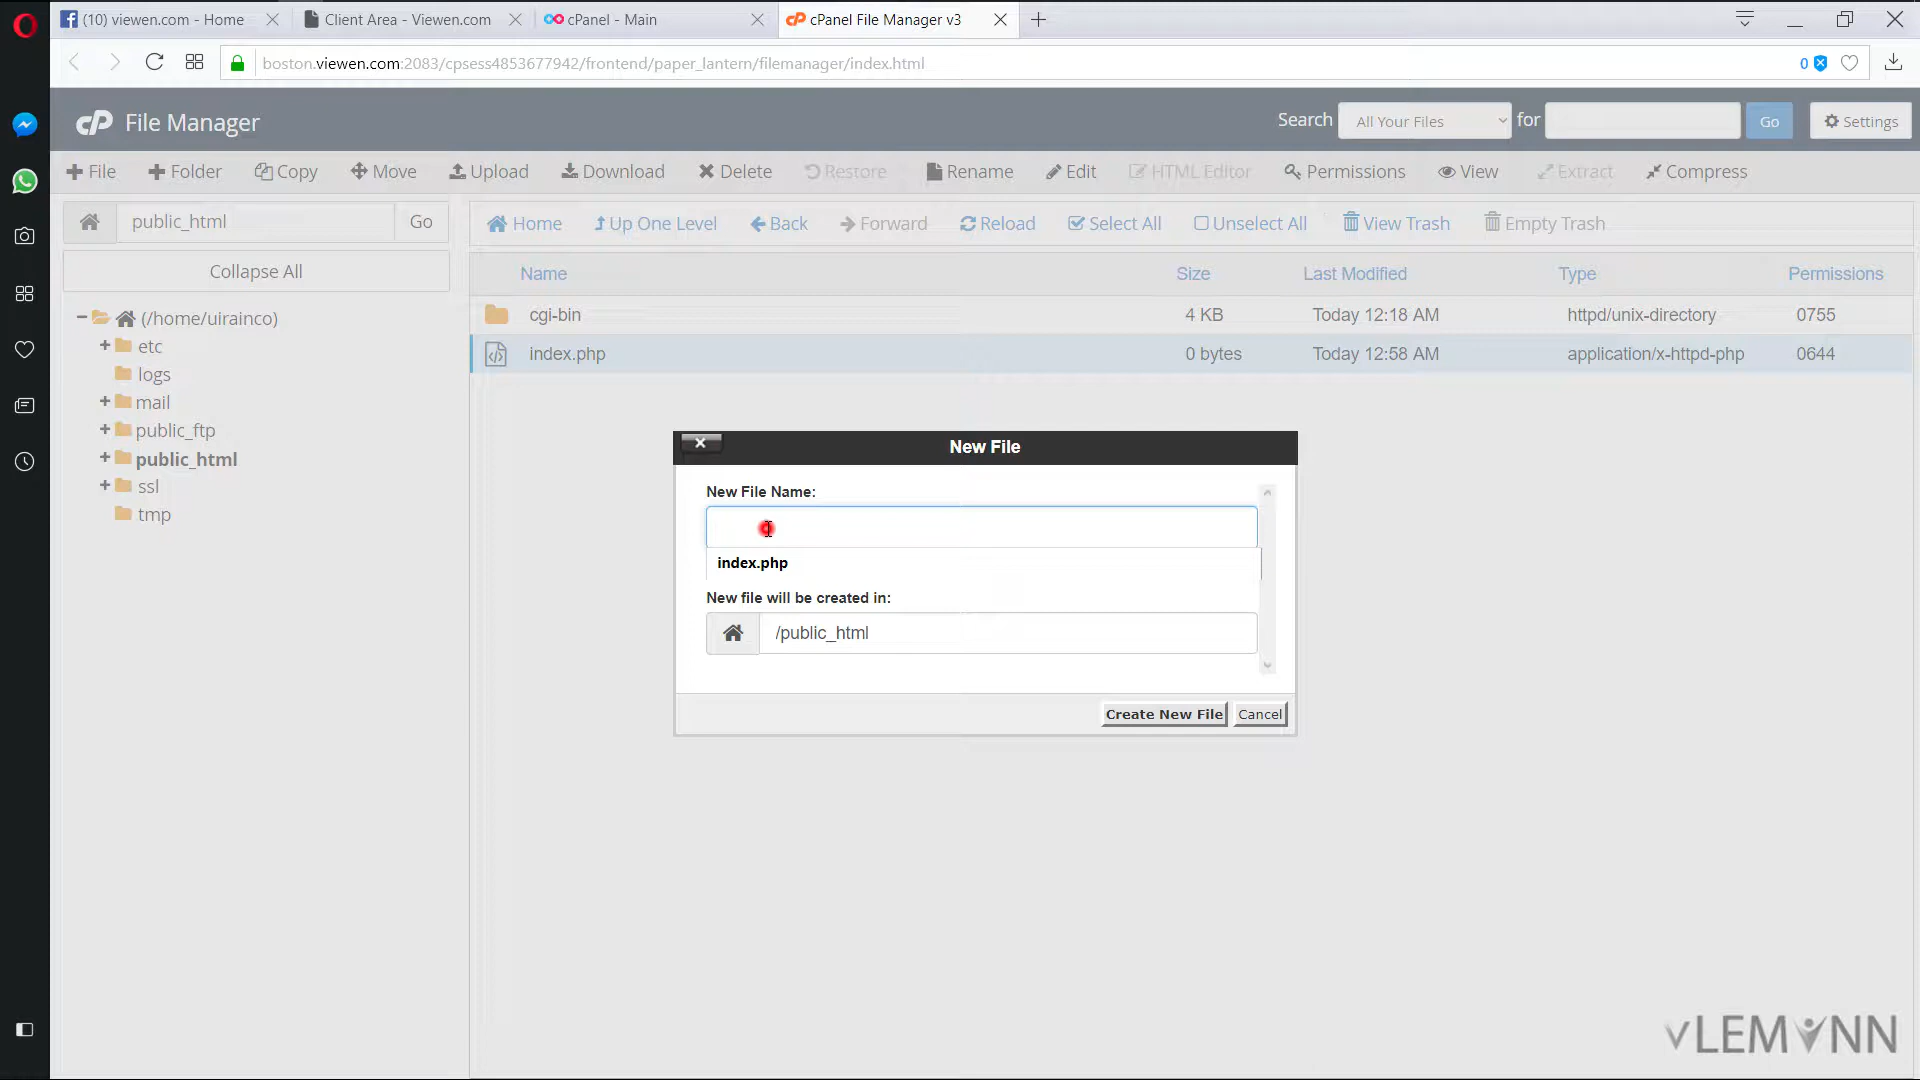 (10) viewen.com - Home
Client Area - Viewen.com
cPanel - Main
cP cPanel File Manager v3
boston.viewen.com:2083/cpsess4853677942/frontend/paper_lantern/filemanager/index.html
0
cP File Manager
Search All Your Files for Go Settings
File Folder Copy Move Upload Download Delete Restore Rename Edit HTML Editor Permissions View Extract Compress
public_html Go
Home Up One Level Back Forward Reload Select All Unselect All View Trash Empty Trash
Collapse All
Name Size Last Modified Type Permissions
cgi-bin 4 KB Today 12:18 AM httpd/unix-directory 0755
index.php 0 bytes Today 12:58 AM application/x-httpd-php 0644
(/home/uirainco)
etc
logs
mail
public_ftp
public_html
ssl
tmp
New File
New File Name:
index.php
New file will be created in:
/public_html
Create New File Cancel
vLEMYNN